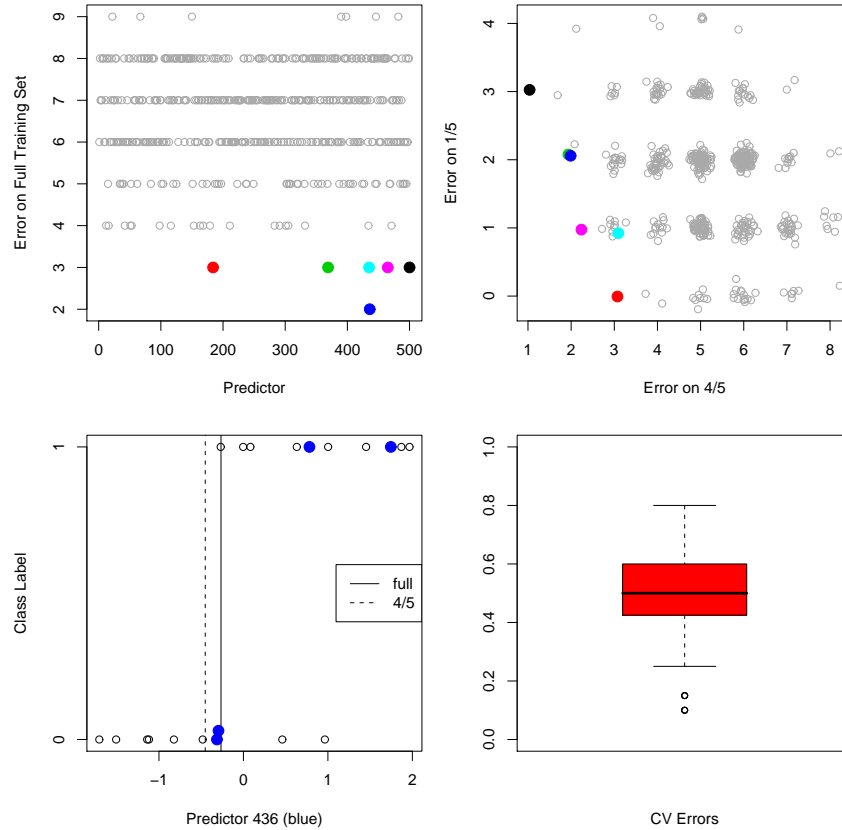 9
8
7
6
5
4
3
2
Error on Full Training Set
0 100 200 300 400 500
Predictor
4
3
2
1
0
Error on 1/5
1 2 3 4 5 6 7 8
Error on 4/5
1
0
Class Label
full
4/5
−1 0 1 2
Predictor 436 (blue)
1.0
0.8
0.6
0.4
0.2
0.0
CV Errors